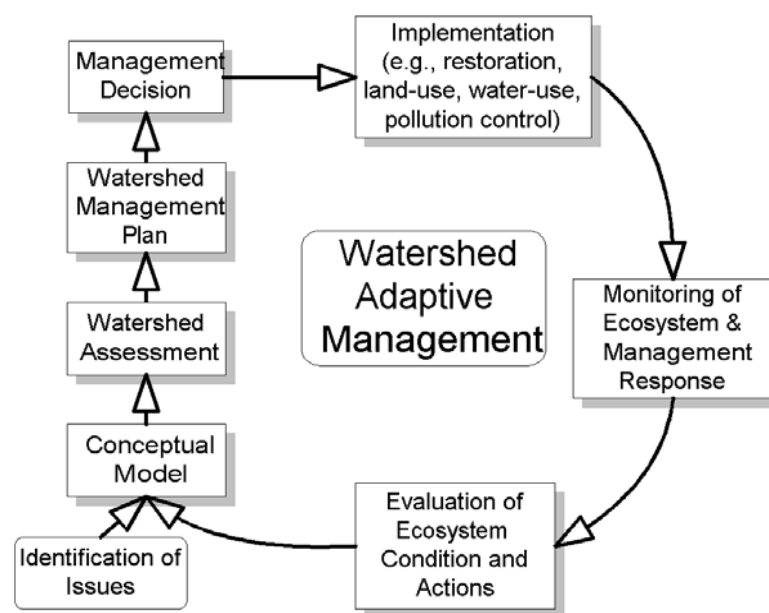 Management
Decision
Implementation
(e.g., restoration,
land-use, water-use,
pollution control)
Watershed
Management
Plan
Watershed
Adaptive
Management
Watershed
Assessment
Monitoring of
Ecosystem &
Management
Response
Conceptual
Model
Evaluation of
Ecosystem
Condition and
Actions
Identification of
Issues